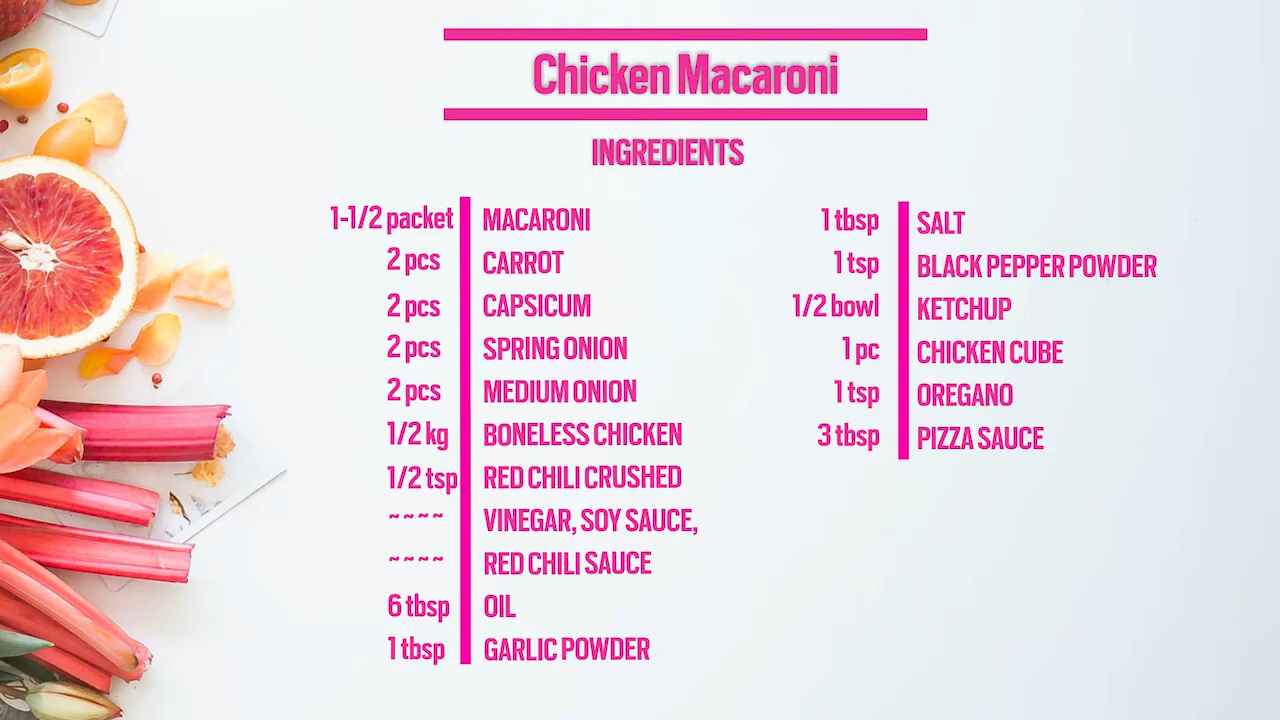 Chicken Macaroni
INGREDIENTS
1-1/2 packet MACARONI
2 pcs CARROT
2 pcs CAPSICUM
2 pcs SPRING ONION
2 pcs MEDIUM ONION
1/2 kg BONELESS CHICKEN
1/2 tsp RED CHILI CRUSHED
~~~~ VINEGAR, SOY SAUCE,
~~~~ RED CHILI SAUCE
6 tbsp OIL
1 tbsp GARLIC POWDER
1 tbsp SALT
1 tsp BLACK PEPPER POWDER
1/2 bowl KETCHUP
1 pc CHICKEN CUBE
1 tsp OREGANO
3 tbsp PIZZA SAUCE